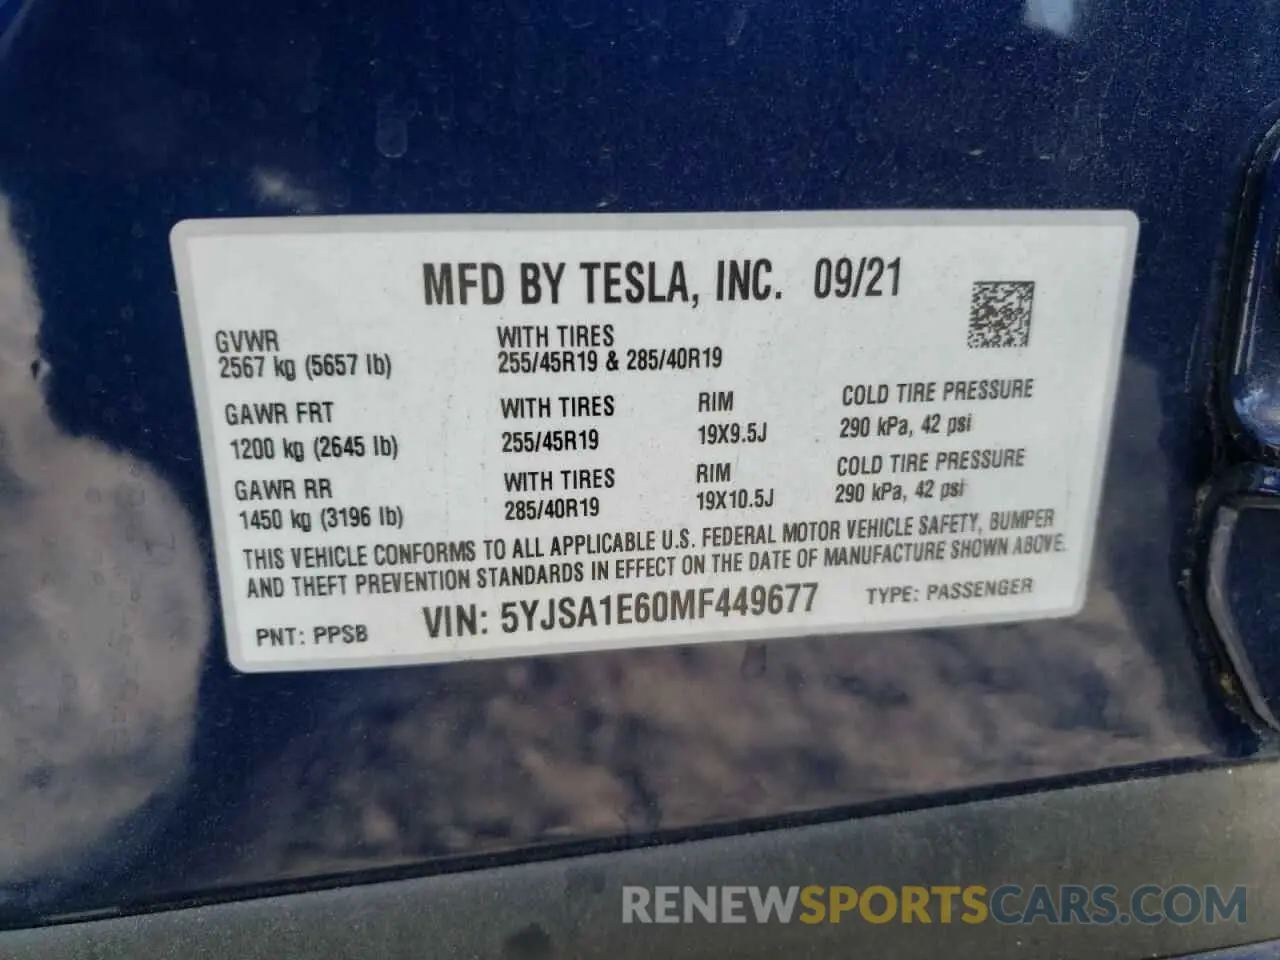 MFD BY TESLA, INC. 09/21
GVWR WITH TIRES
2567 kg (5657 lb) 255/45R19 & 285/40R19
GAWR FRT WITH TIRES RIM COLD TIRE PRESSURE
1200 kg (2645 lb) 255/45R19 19X9.5J 290 kPa, 42 psi
GAWR RR WITH TIRES RIM COLD TIRE PRESSURE
1450 kg (3196 lb) 285/40R19 19X10.5J 290 kPa, 42 psi
THIS VEHICLE CONFORMS TO ALL APPLICABLE U.S. FEDERAL MOTOR VEHICLE SAFETY, BUMPER
AND THEFT PREVENTION STANDARDS IN EFFECT ON THE DATE OF MANUFACTURE SHOWN ABOVE.
PNT: PPSB VIN: 5YJSA1E60MF449677 TYPE: PASSENGER
RENEWSPORTSCARS.COM